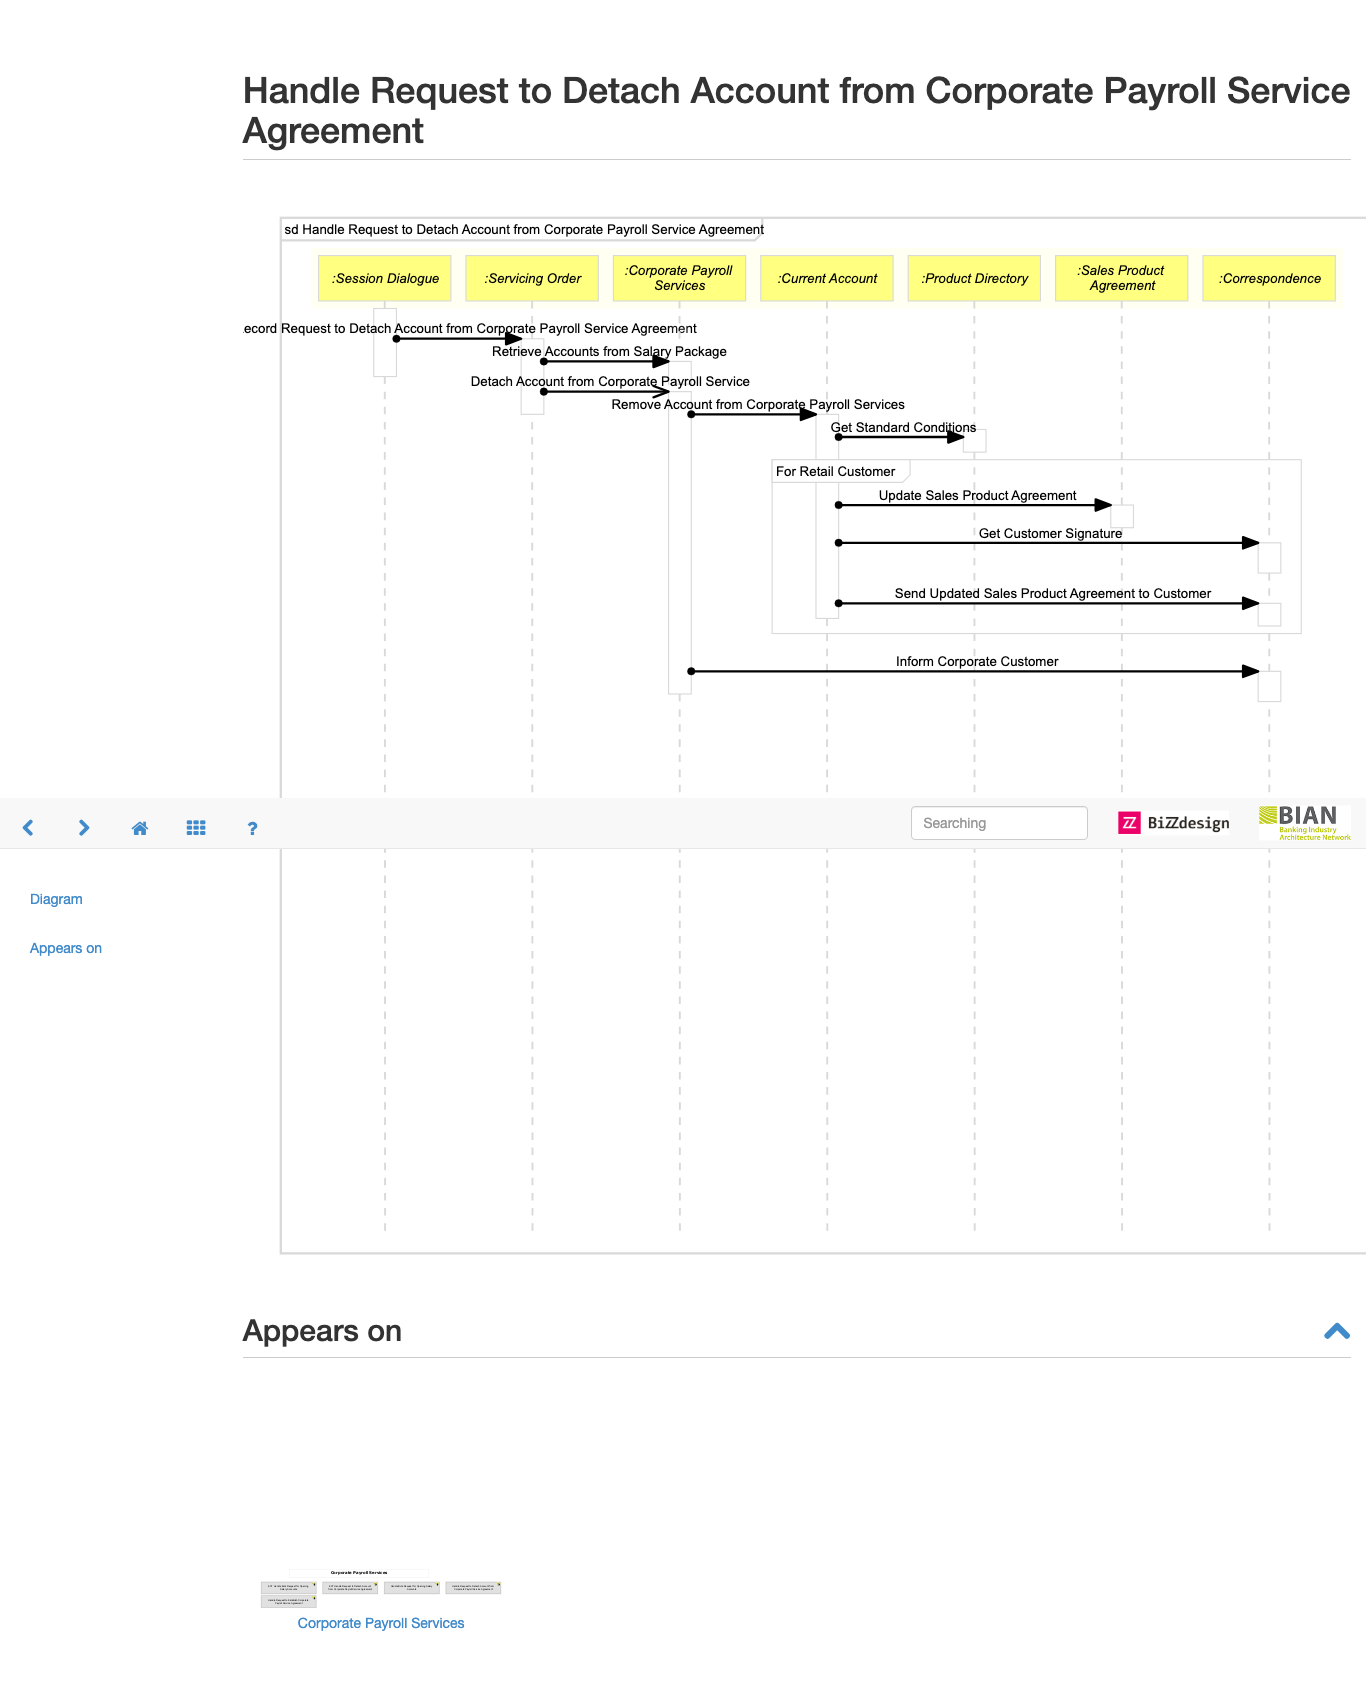 Handle Request to Detach Account from Corporate Payroll Service
Agreement
sd Handle Request to Detach Account from Corporate Payroll Service Agreement
:Session Dialogue
:Servicing Order
:Corporate Payroll
Services
:Current Account
:Product Directory
:Sales Product
Agreement
:Correspondence
ecord Request to Detach Account from Corporate Payroll Service Agreement
Retrieve Accounts from Salary Package
Detach Account from Corporate Payroll Service
Remove Account from Corporate Payroll Services
Get Standard Conditions
For Retail Customer
Update Sales Product Agreement
Get Customer Signature
Send Updated Sales Product Agreement to Customer
Inform Corporate Customer
?
Searching
BiZZdesign
BIAN
Banking Industry
Architecture Network
Diagram
Appears on
Appears on
Corporate Payroll Services
Corporate Payroll Services